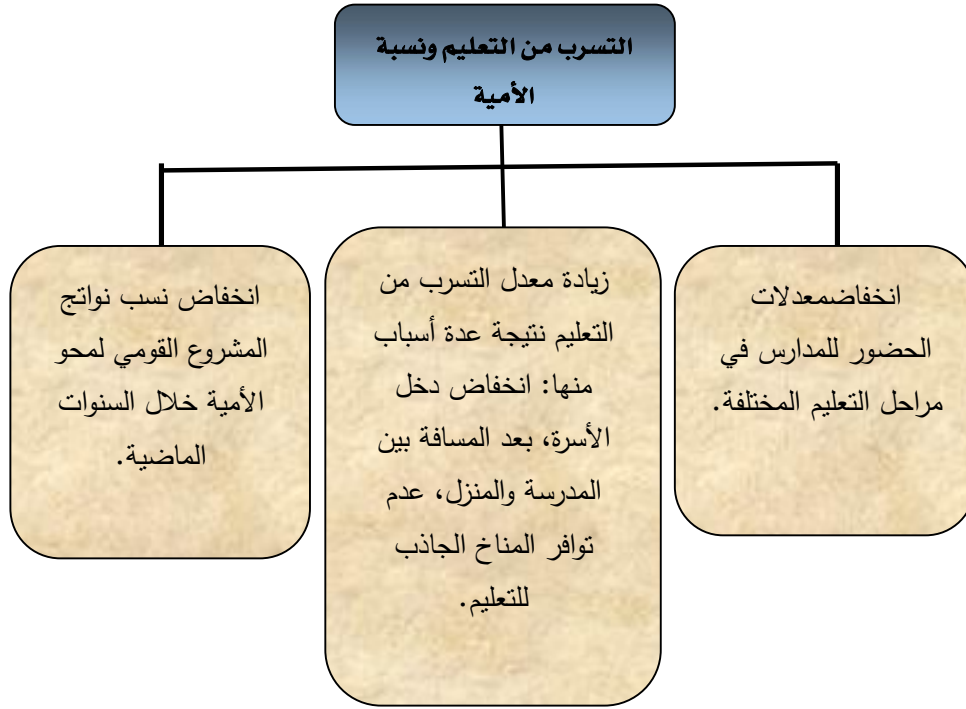 التسرب من التعليم ونسبة
الأمية
انخفاضمعدلات
الحضور للمدارس في
مراحل التعليم المختلفة.
زيادة معدل التسرب من
التعليم نتيجة عدة أسباب
منها: انخفاض دخل
الأسرة، بعد المسافة بين
المدرسة والمنزل، عدم
توافر المناخ الجاذب
للتعليم.
انخفاض نسب نواتج
المشروع القومي لمحو
الأمية خلال السنوات
الماضية.